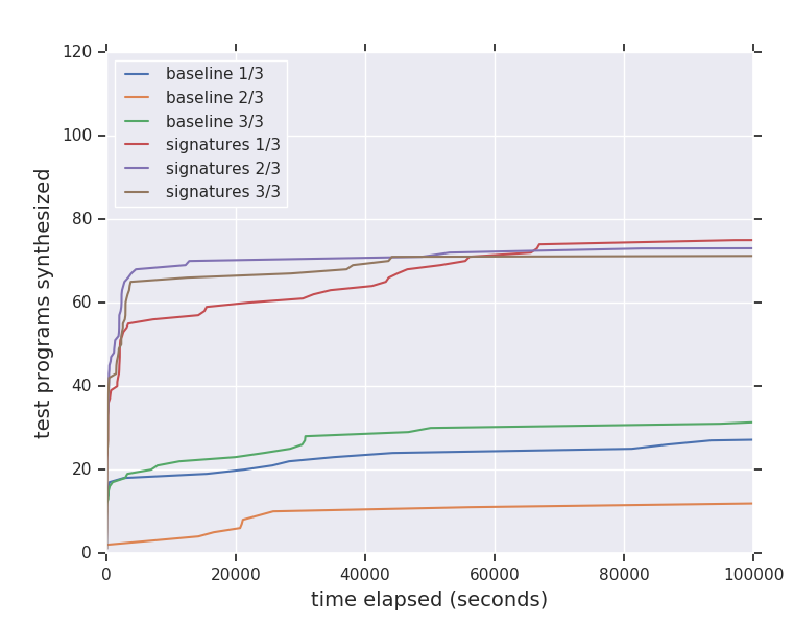 120
100
80
60
40
20
0
test programs synthesized
baseline 1/3
baseline 2/3
baseline 3/3
signatures 1/3
signatures 2/3
signatures 3/3
0 20000 40000 60000 80000 100000
time elapsed (seconds)